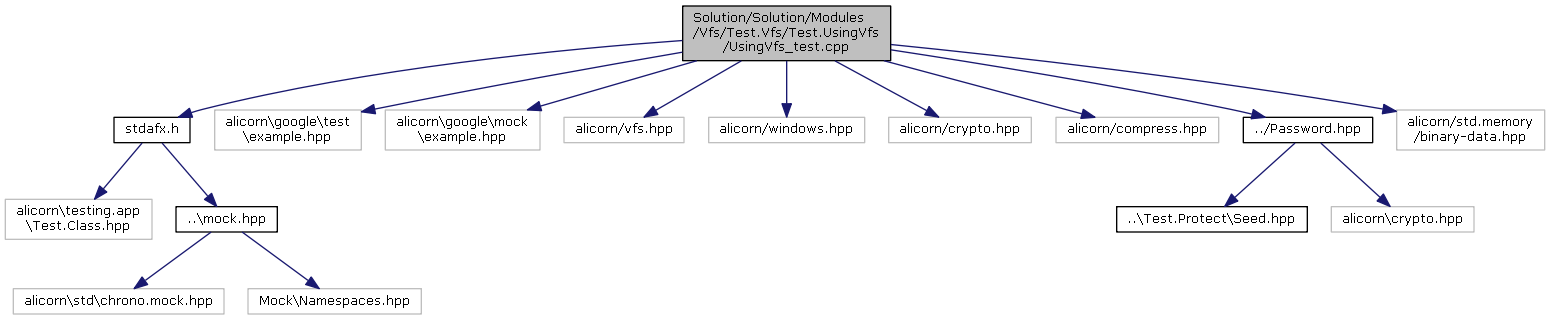 Solution/Solution/Modules
/Vfs/Test.Vfs/Test.UsingVfs
/UsingVfs_test.cpp
stdafx.h
alicorn\google\test
\example.hpp
alicorn\google\mock
\example.hpp
alicorn/vfs.hpp
alicorn/windows.hpp
alicorn/crypto.hpp
alicorn/compress.hpp
../Password.hpp
alicorn/std.memory
/binary-data.hpp
alicorn\testing.app
\Test.Class.hpp
..\mock.hpp
..\Test.Protect\Seed.hpp
alicorn\crypto.hpp
alicorn\std\chrono.mock.hpp
Mock\Namespaces.hpp